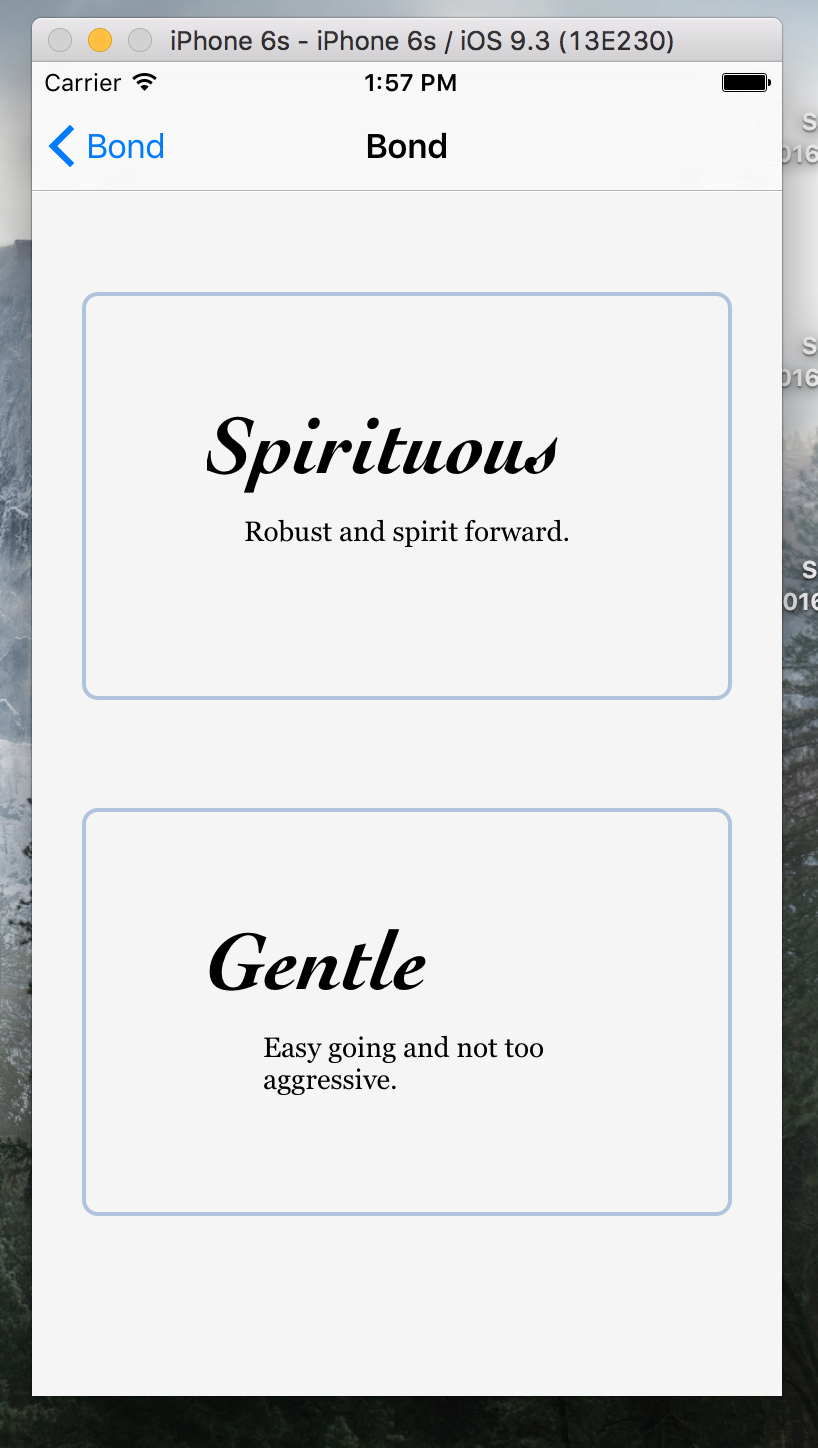 iPhone 6s - iPhone 6s / iOS 9.3 (13E230)
Carrier 1:57 PM
Bond Bond
Spirituous
Robust and spirit forward.
Gentle
Easy going and not too
aggressive.
S
016
S
016
S
016